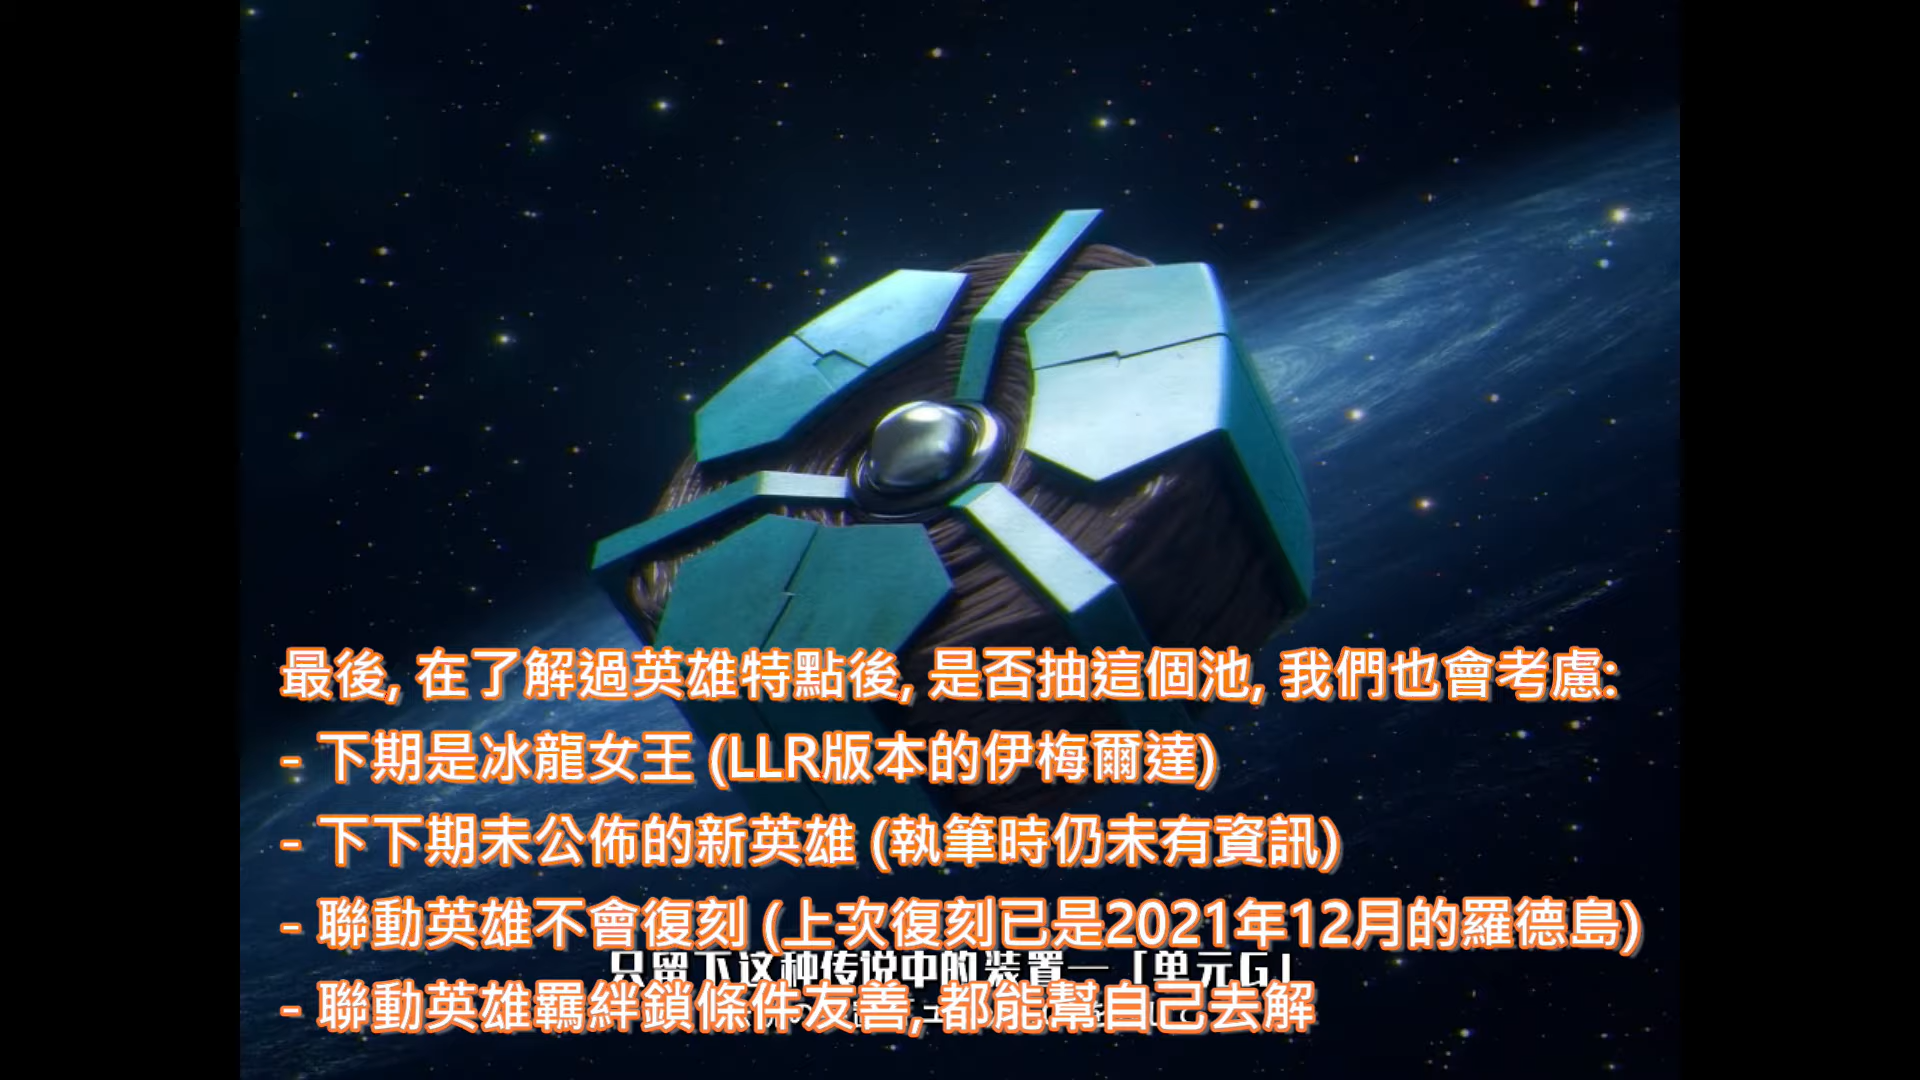 最後, 在了解過英雄特點後, 是否抽這個池, 我們也會考慮:
- 下期是冰龍女王 (LLR版本的伊梅爾達)
- 下下期未公佈的新英雄 (執筆時仍未有資訊)
- 聯動英雄不會復刻 (上次復刻已是2021年12月的羅德島)
只留下这种传说中的装置—「单元G」
- 聯動英雄羈絆鎖條件友善, 都能幫自己去解